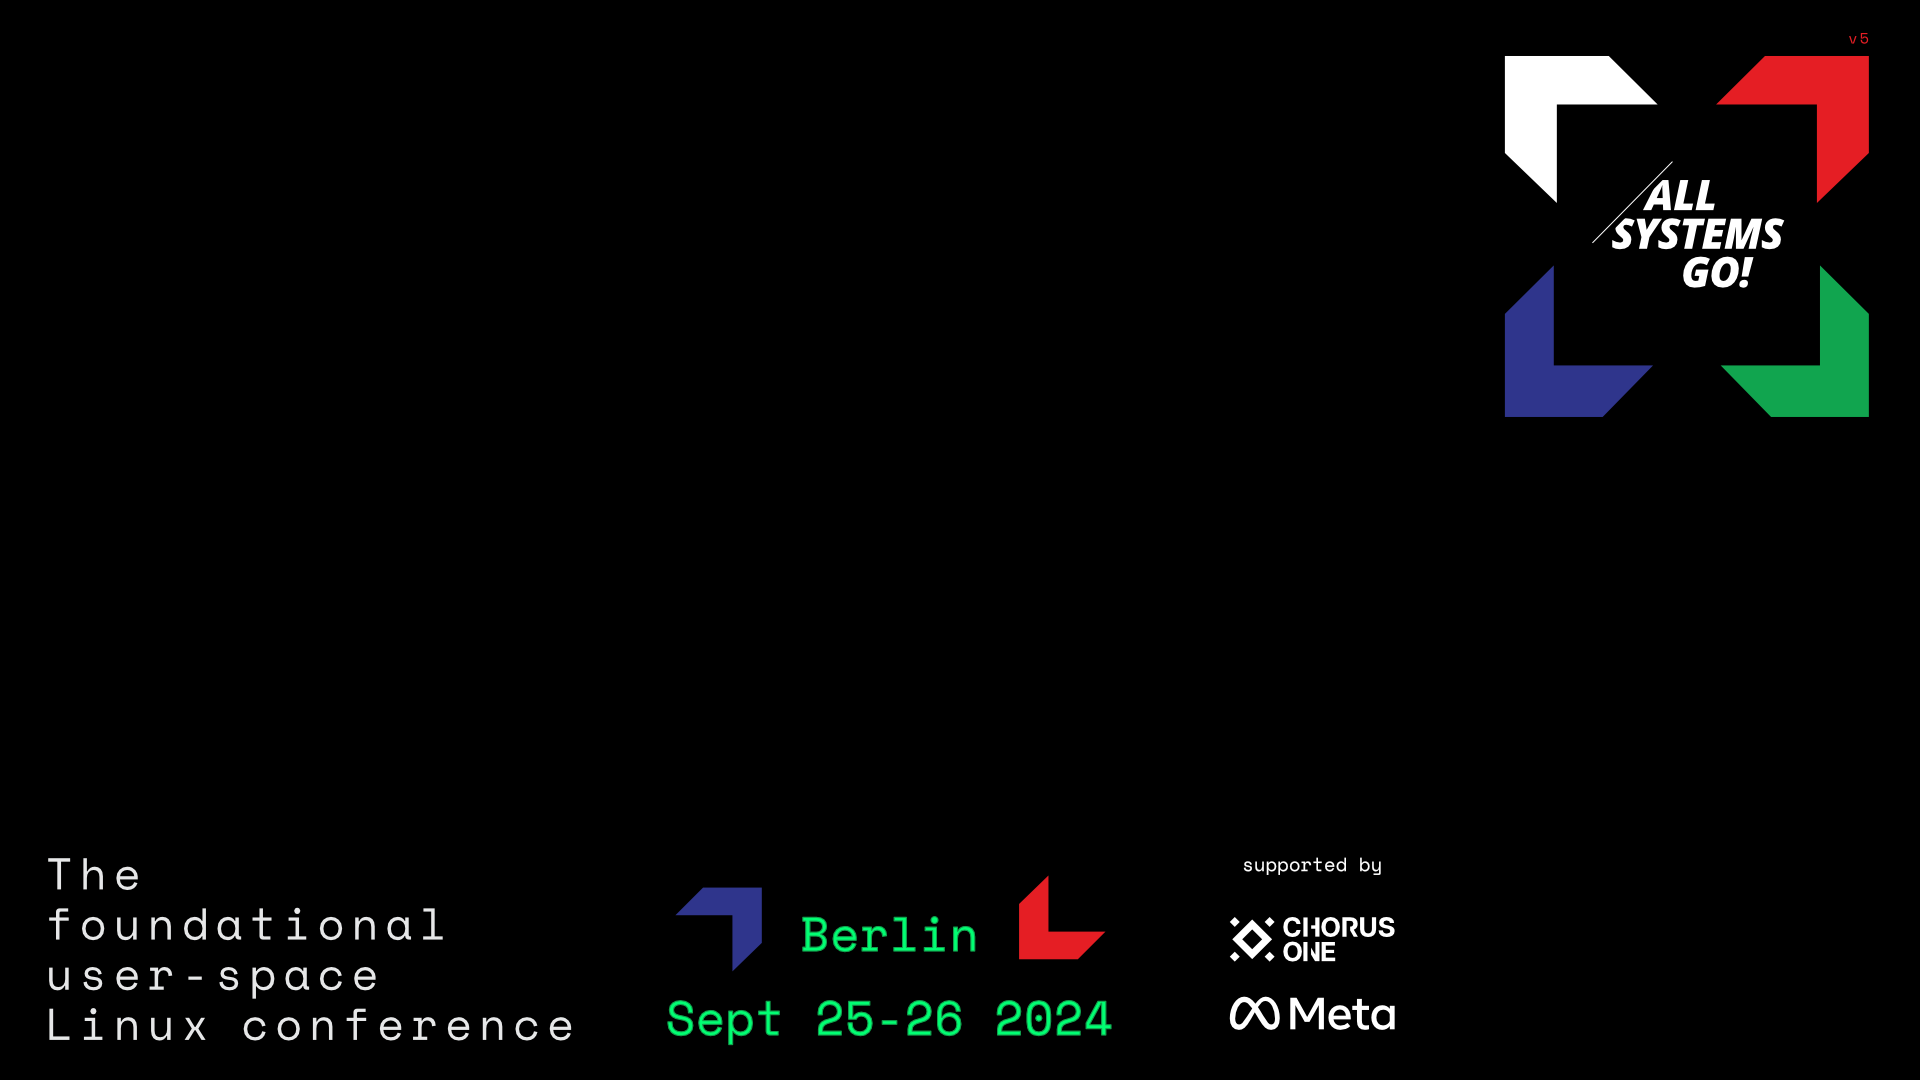 v5
ALL
SYSTEMS
GO!
The
foundational
user-space
Linux conference
Berlin
Sept 25-26 2024
supported by
CHORUS
ONE
Meta